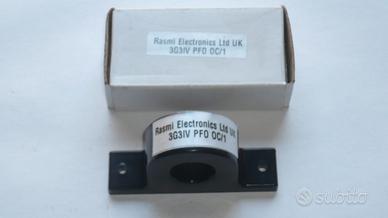 Rasmi Electronics Ltd UK
3G3IV PFO OC/1
Rasmi Electronics Ltd UK
3G3IV PFO OC/1
subito